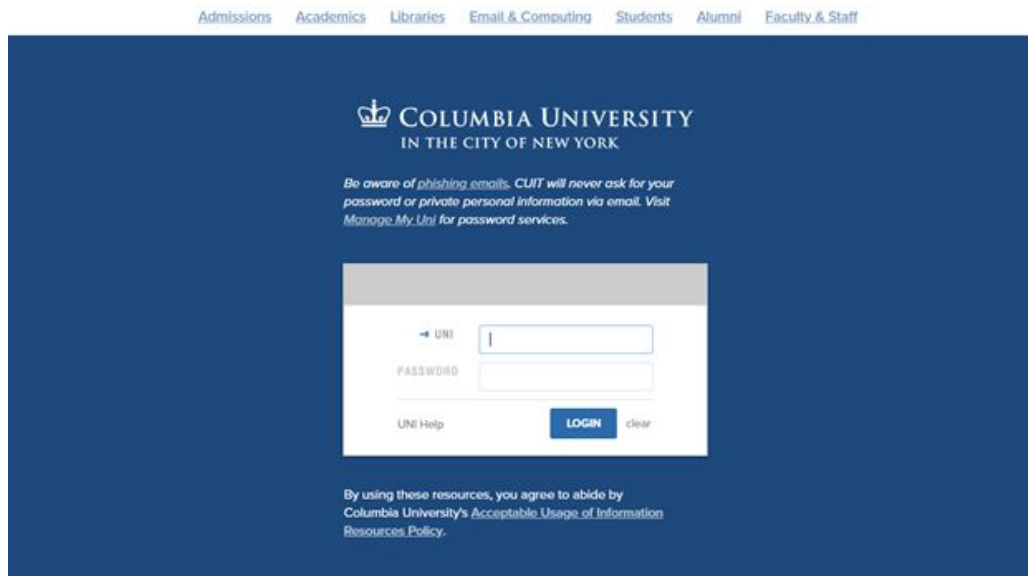 Admissions Academics Libraries Email & Computing Students Alumni Faculty & Staff
COLUMBIA UNIVERSITY
IN THE CITY OF NEW YORK
Be aware of phishing emails. CUIT will never ask for your
password or private personal information via email. Visit
Manage My Uni for password services.
UNI
PASSWORD
UNI Help LOGIN clear
By using these resources, you agree to abide by
Columbia University's Acceptable Usage of Information
Resources Policy.